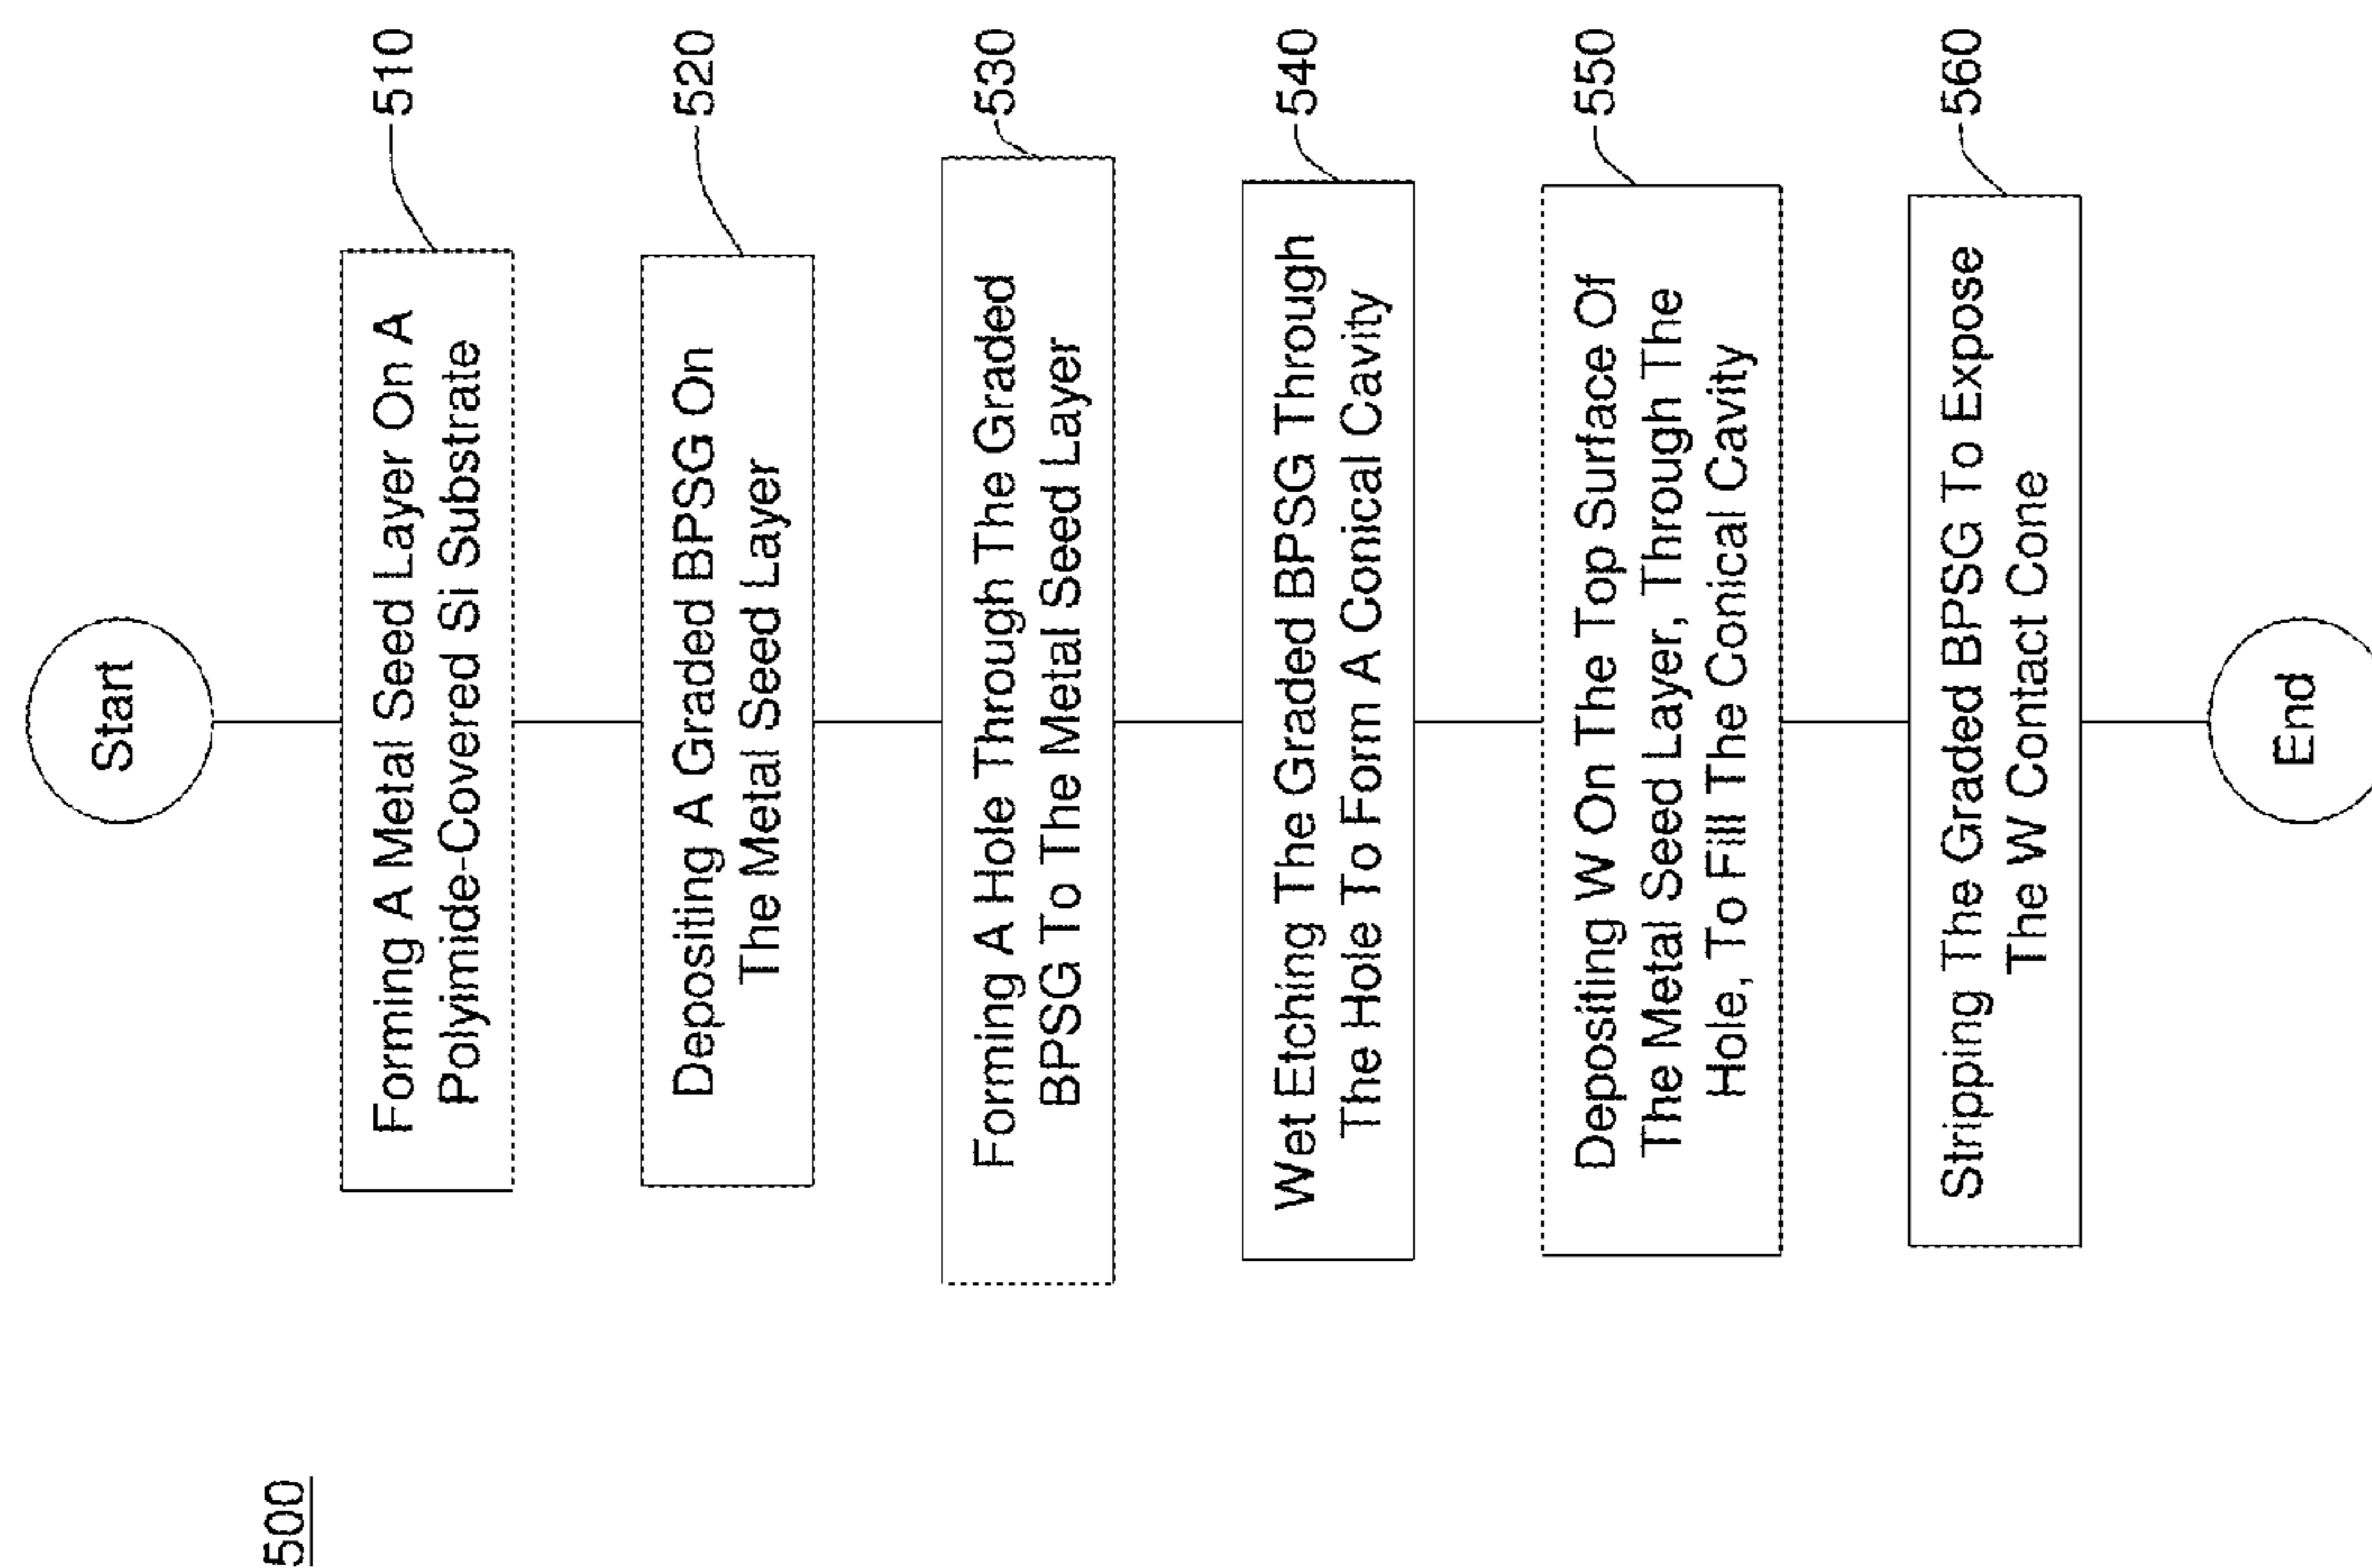 500
Start
Forming A Metal Seed Layer On A
Polyimide-Covered Si Substrate
510
Depositing A Graded BPSG On
The Metal Seed Layer
520
Forming A Hole Through The Graded
BPSG To The Metal Seed Layer
530
Wet Etching The Graded BPSG Through
The Hole To Form A Conical Cavity
540
Depositing W On The Top Surface Of
The Metal Seed Layer, Through The
Hole, To Fill The Conical Cavity
550
Stripping The Graded BPSG To Expose
The W Contact Cone
560
End